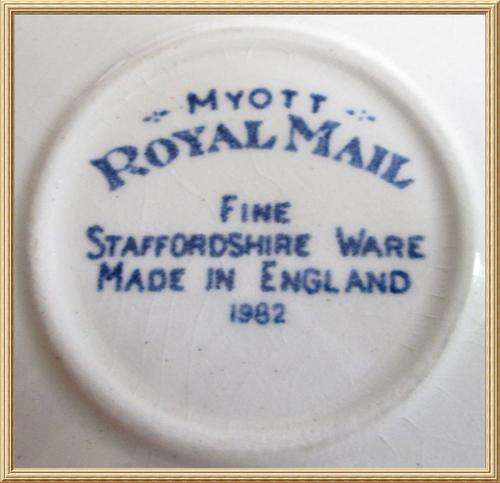 MYOTT
ROYAL MAIL
FINE
STAFFORDSHIRE WARE
MADE IN ENGLAND
1982